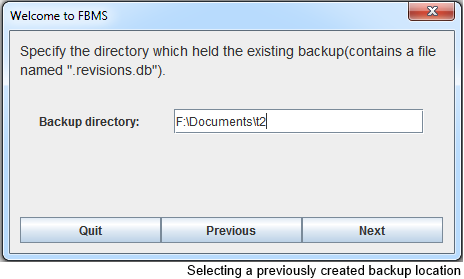 Welcome to FBMS
Specify the directory which held the existing backup(contains a file
named ".revisions.db").
Backup directory: F:\Documents\t2
Quit Previous Next
Selecting a previously created backup location